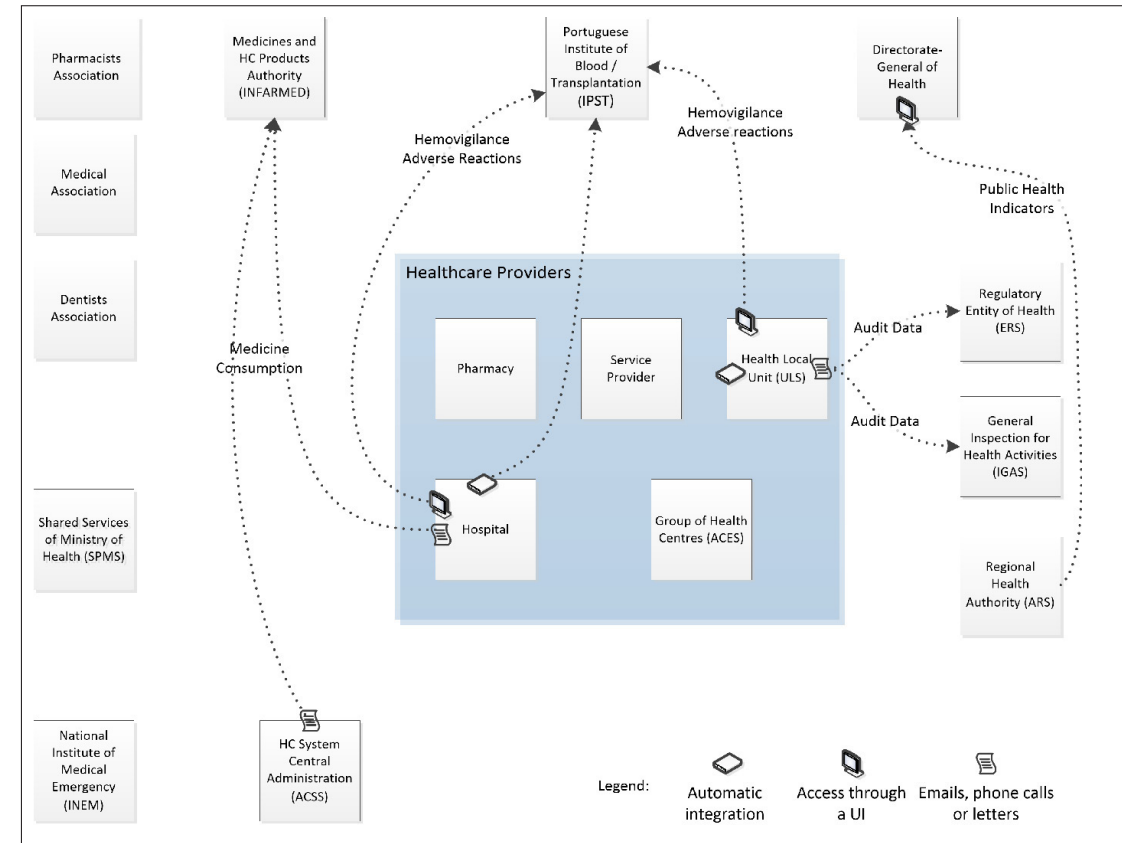 Pharmacists
Association
Medicines and
HC Products
Authority
(INFARMED)
Portuguese
Institute of
Blood /
Transplantation
(IPST)
Directorate-
General of
Health
Hemovigilance
Adverse Reactions
Hemovigilance
Adverse reactions
Medical
Association
Public Health
Indicators
Healthcare Providers
Dentists
Association
Regulatory
Entity of Health
(ERS)
Audit Data
Medicine
Consumption
Pharmacy
Service
Provider
Health Local
Unit (ULS)
Audit Data
General
Inspection for
Health Activities
(IGAS)
Shared Services
of Ministry of
Health (SPMS)
Hospital
Group of Health
Centres (ACES)
Regional
Health
Authority (ARS)
National
Institute of
Medical
Emergency
(INEM)
HC System
Central
Administration
(ACSS)
Legend:
Automatic
integration
Access through
a UI
Emails, phone calls
or letters